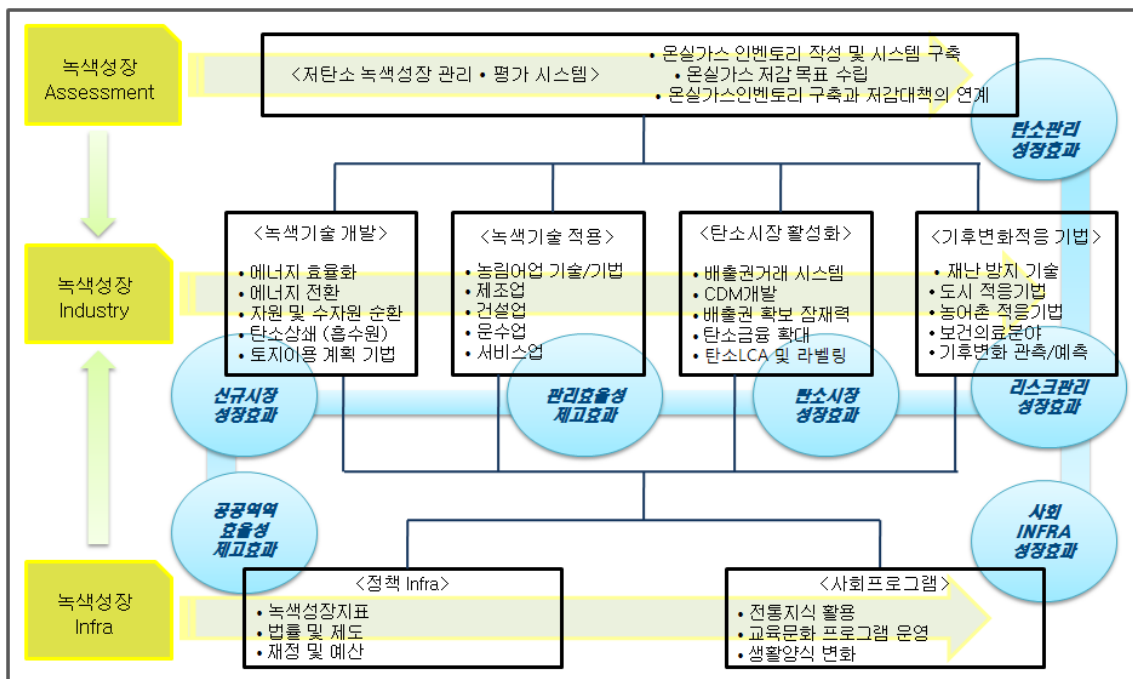 녹색성장
Assessment
<저탄소 녹색성장 관리 • 평가 시스템>
• 온실가스 인벤토리 작성 및 시스템 구축
• 온실가스 저감 목표 수립
• 온실가스인벤토리 구축과 저감대책의 연계
탄소관리
성장효과
녹색성장
Industry
<녹색기술 개발>
• 에너지 효율화
• 에너지 전환
• 자원 및 수자원 순환
• 탄소상쇄 (흡수원)
• 토지이용 계획 기법
<녹색기술 적용>
• 농림어업 기술/기법
• 제조업
• 건설업
• 운수업
• 서비스업
<탄소시장 활성화>
• 배출권거래 시스템
• CDM개발
• 배출권 확보 잠재력
• 탄소금융 확대
• 탄소LCA 및 라벨링
<기후변화적응 기법>
• 재난 방지 기술
• 도시 적응기법
• 농어촌 적응기법
• 보건의료분야
• 기후변화 관측/예측
신규시장
성장효과
관리효율성
제고효과
탄소시장
성장효과
리스크관리
성장효과
공공역역
효율성
제고효과
사회
INFRA
성장효과
녹색성장
Infra
<정책 Infra>
• 녹색성장지표
• 법률 및 제도
• 재정 및 예산
<사회프로그램>
• 전통지식 활용
• 교육문화 프로그램 운영
• 생활양식 변화